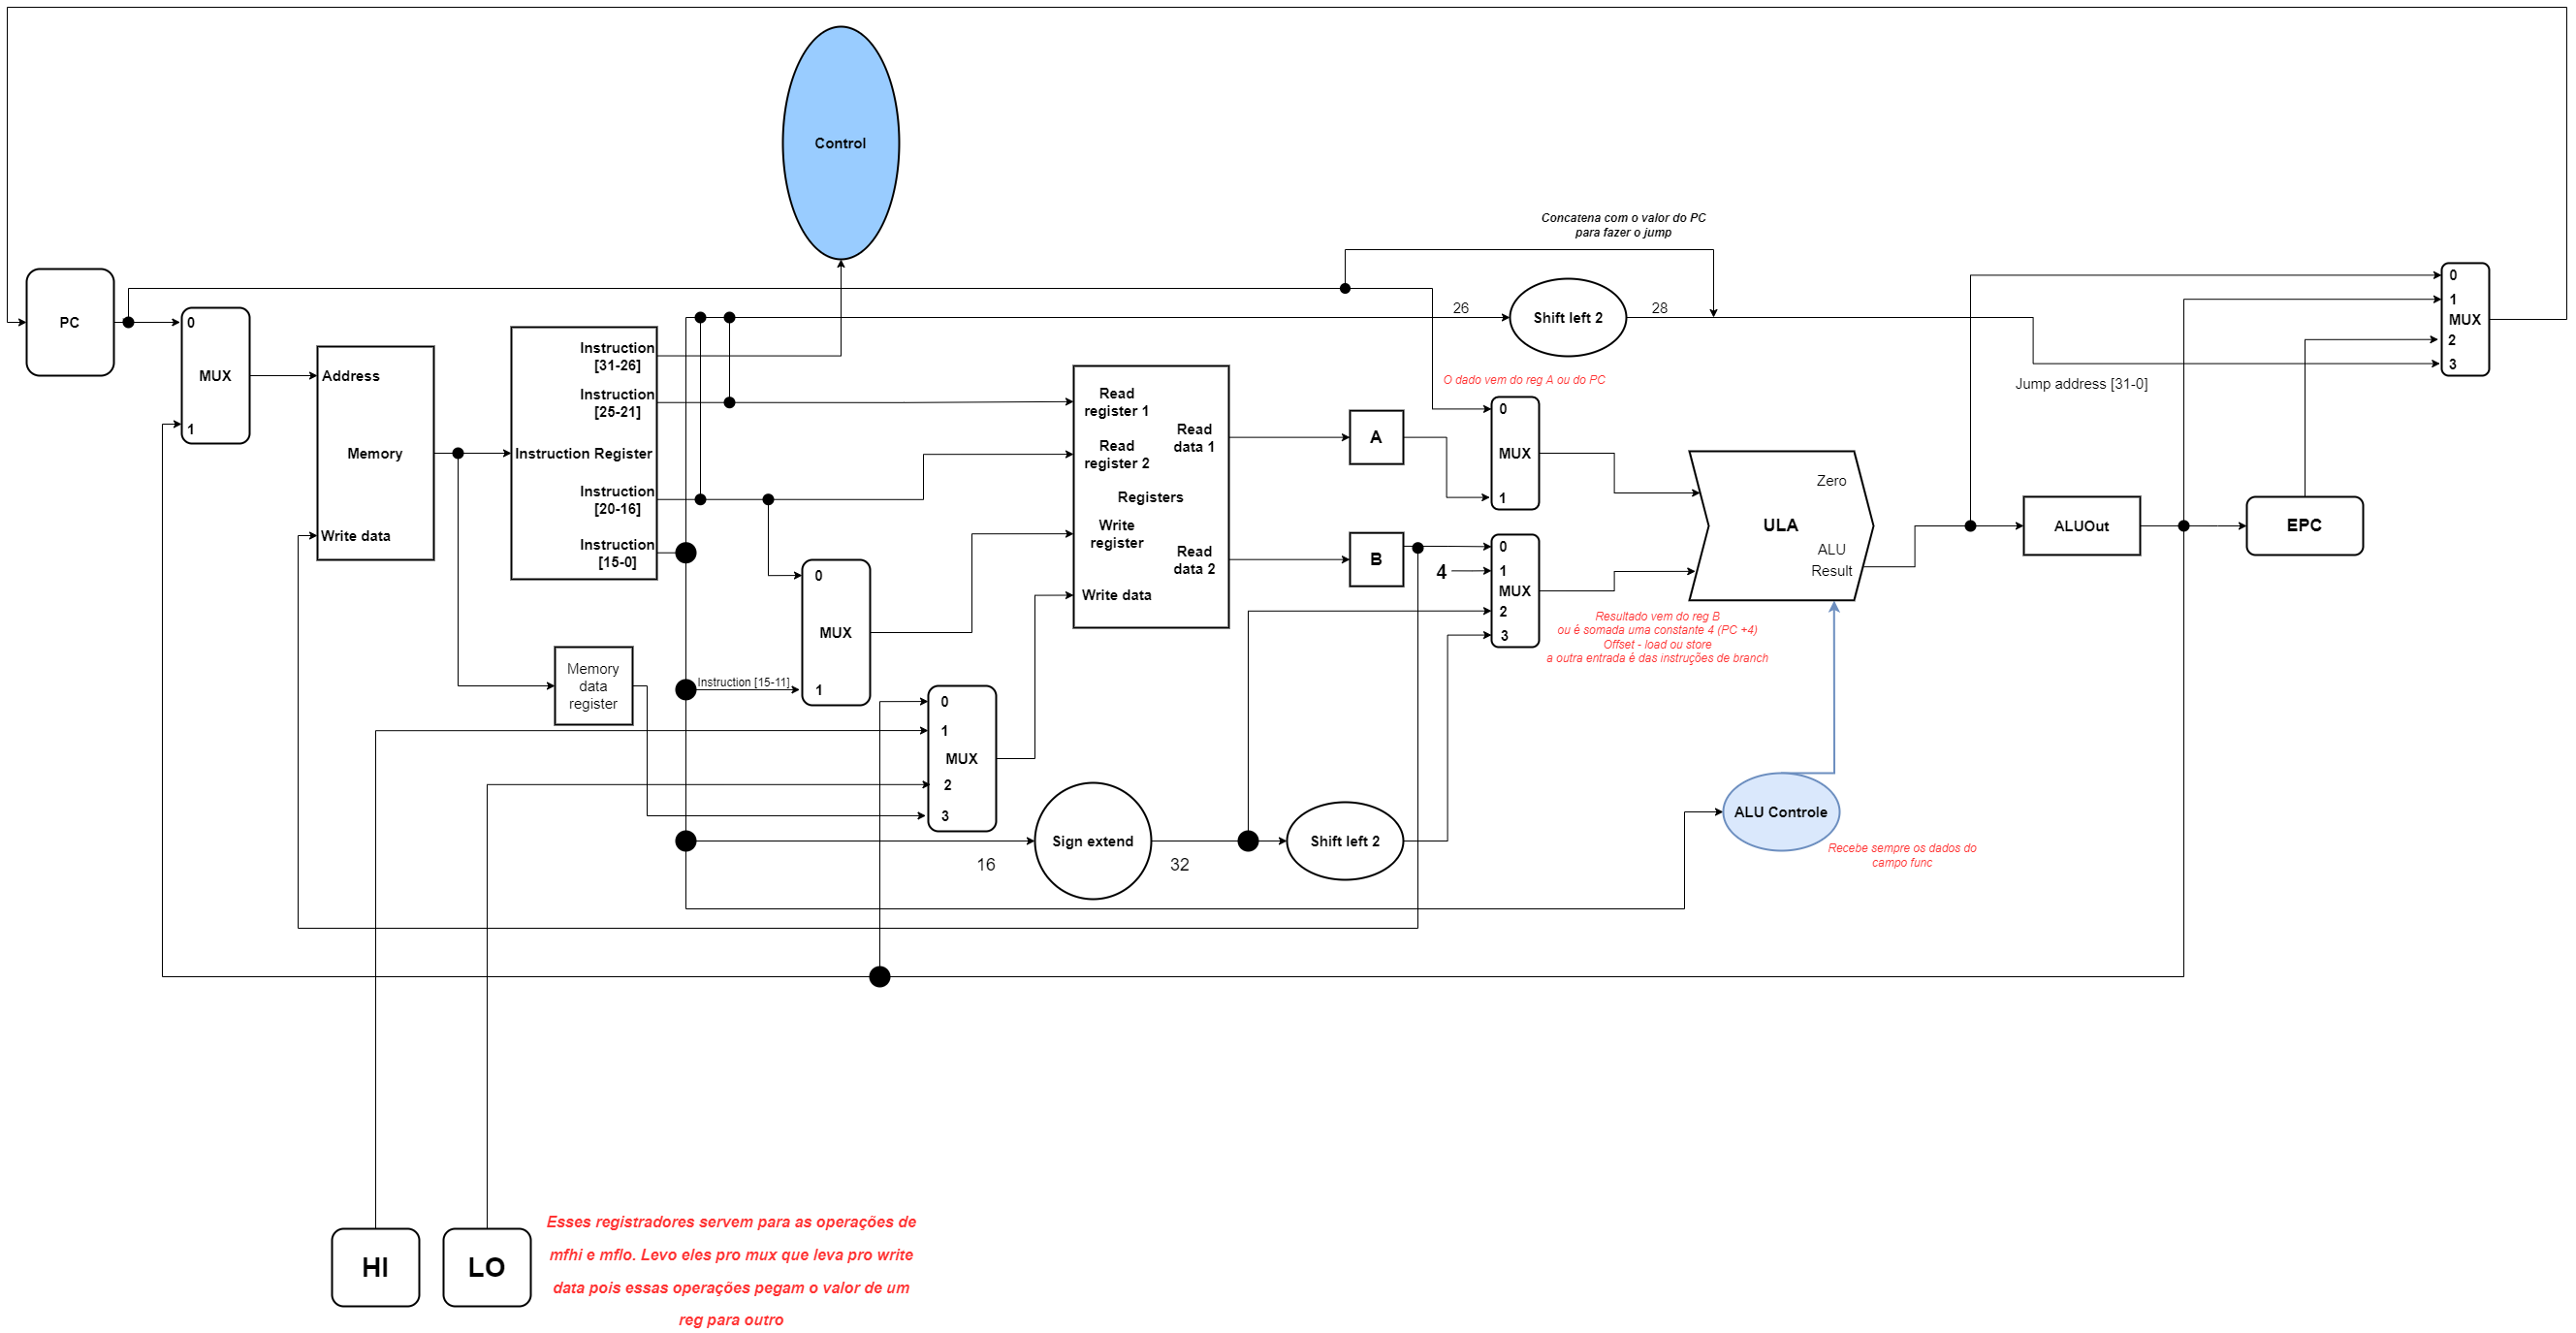 Control
Concatena com o valor do PC
para fazer o jump
PC
0
MUX
1
Address
Memory
Write data
Instruction
[31-26]
Instruction
[25-21]
Instruction Register
Instruction
[20-16]
Instruction
[15-0]
Memory
data
register
0
MUX
1
Instruction [15-11]
0
1
MUX
2
3
Read
register 1
Read
register 2
Registers
Write
register
Write data
Read
data 1
Read
data 2
A
B
26
Shift left 2
28
O dado vem do reg A ou do PC
0
MUX
1
4
0
1
MUX
2
3
Resultado vem do reg B
ou é somada uma constante 4 (PC +4)
Offset - load ou store
a outra entrada é das instruções de branch
Zero
ULA
ALU
Result
ALUOut
EPC
0
1
MUX
2
3
Jump address [31-0]
16
Sign extend
32
Shift left 2
ALU Controle
Recebe sempre os dados do
campo func
HI
LO
Esses registradores servem para as operações de
mfhi e mflo. Levo eles pro mux que leva pro write
data pois essas operações pegam o valor de um
reg para outro